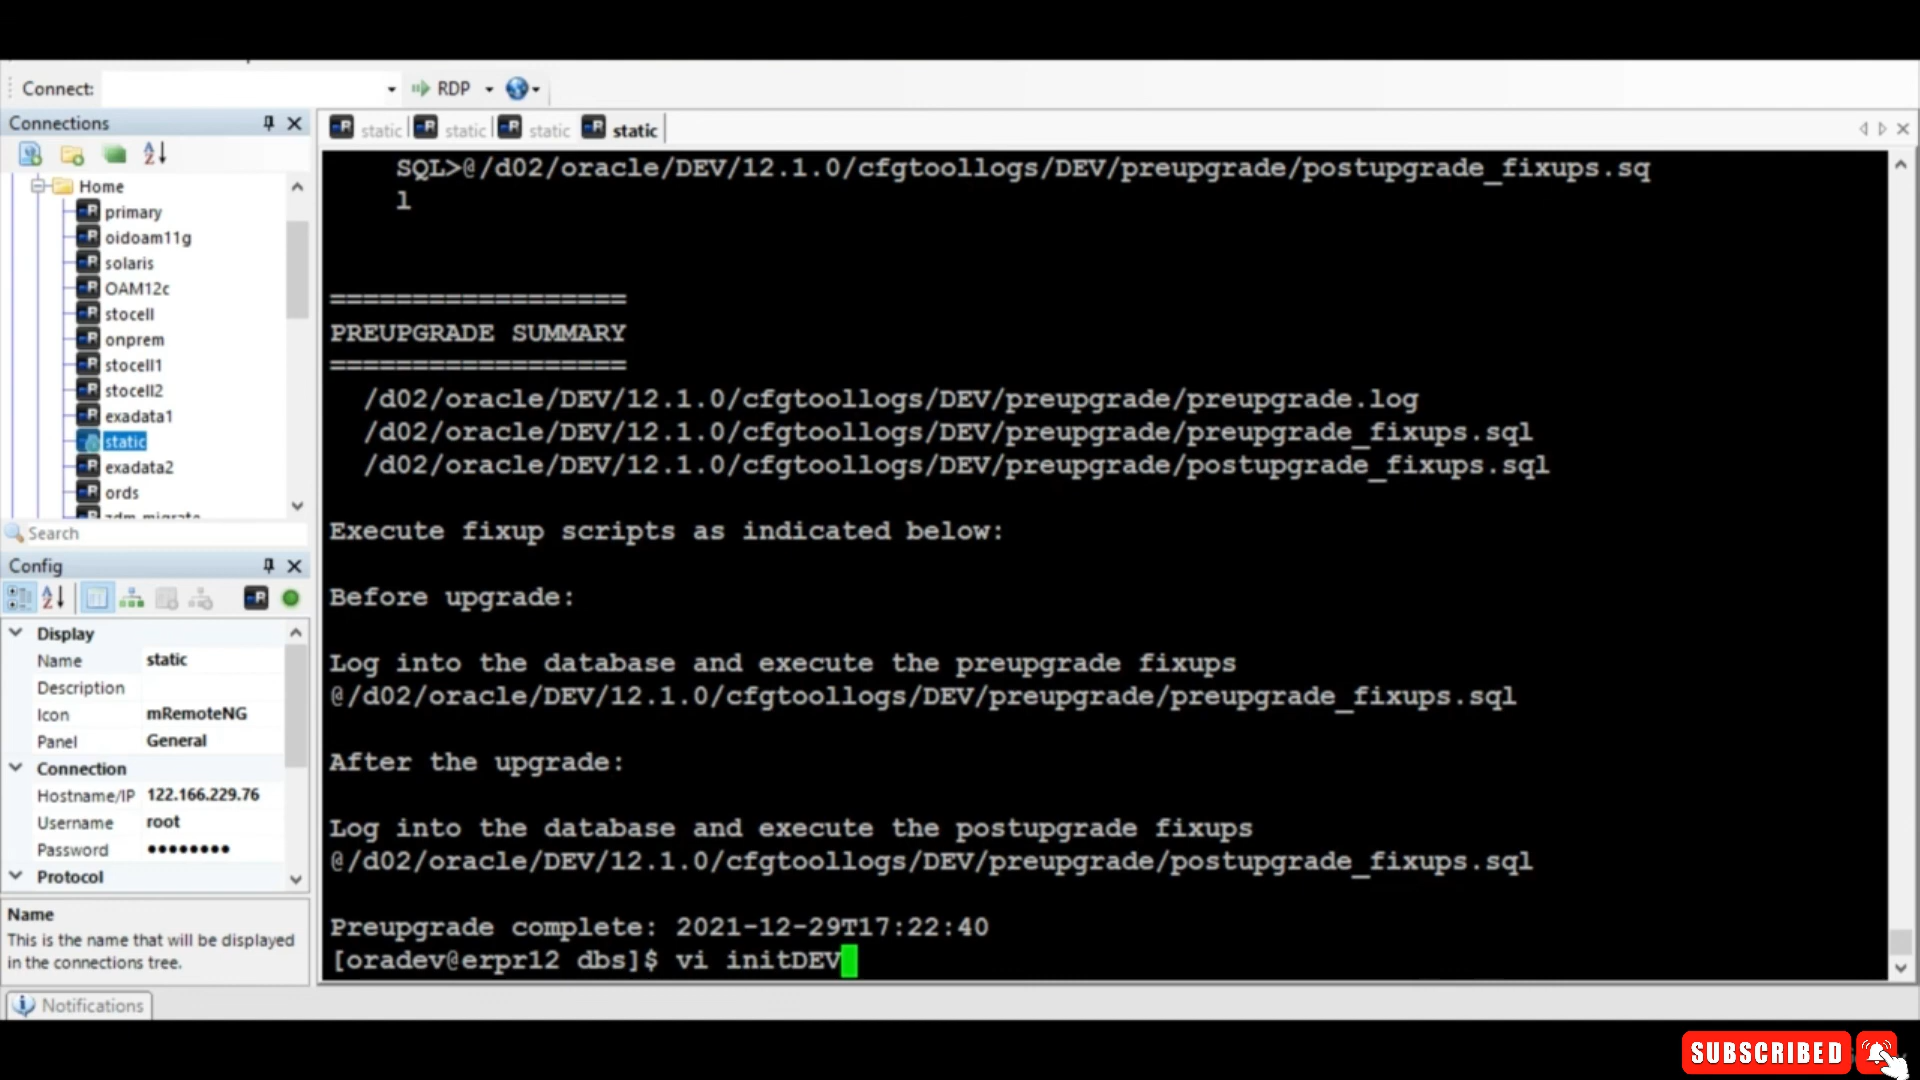 Connect:
RDP
Connections
static
static
static
static
Home
primary
oidoam11g
solaris
OAM12c
stocell
onprem
stocell1
stocell2
exadata1
static
exadata2
ords
zdm_migrate
Search
Config
Display
Name static
Description
Icon mRemoteNG
Panel General
Connection
Hostname/IP 122.166.229.76
Username root
Password ●●●●●●●●
Protocol
Name
This is the name that will be displayed
in the connections tree.
Notifications
SQL>@/d02/oracle/DEV/12.1.0/cfgtoollogs/DEV/preupgrade/postupgrade_fixups.sq
l
==================
PREUPGRADE SUMMARY
==================
/d02/oracle/DEV/12.1.0/cfgtoollogs/DEV/preupgrade/preupgrade.log
/d02/oracle/DEV/12.1.0/cfgtoollogs/DEV/preupgrade/preupgrade_fixups.sql
/d02/oracle/DEV/12.1.0/cfgtoollogs/DEV/preupgrade/postupgrade_fixups.sql
Execute fixup scripts as indicated below:
Before upgrade:
Log into the database and execute the preupgrade fixups
@/d02/oracle/DEV/12.1.0/cfgtoollogs/DEV/preupgrade/preupgrade_fixups.sql
After the upgrade:
Log into the database and execute the postupgrade fixups
@/d02/oracle/DEV/12.1.0/cfgtoollogs/DEV/preupgrade/postupgrade_fixups.sql
Preupgrade complete: 2021-12-29T17:22:40
[oradev@erpr12 dbs]$ vi initDEV
SUBSCRIBED